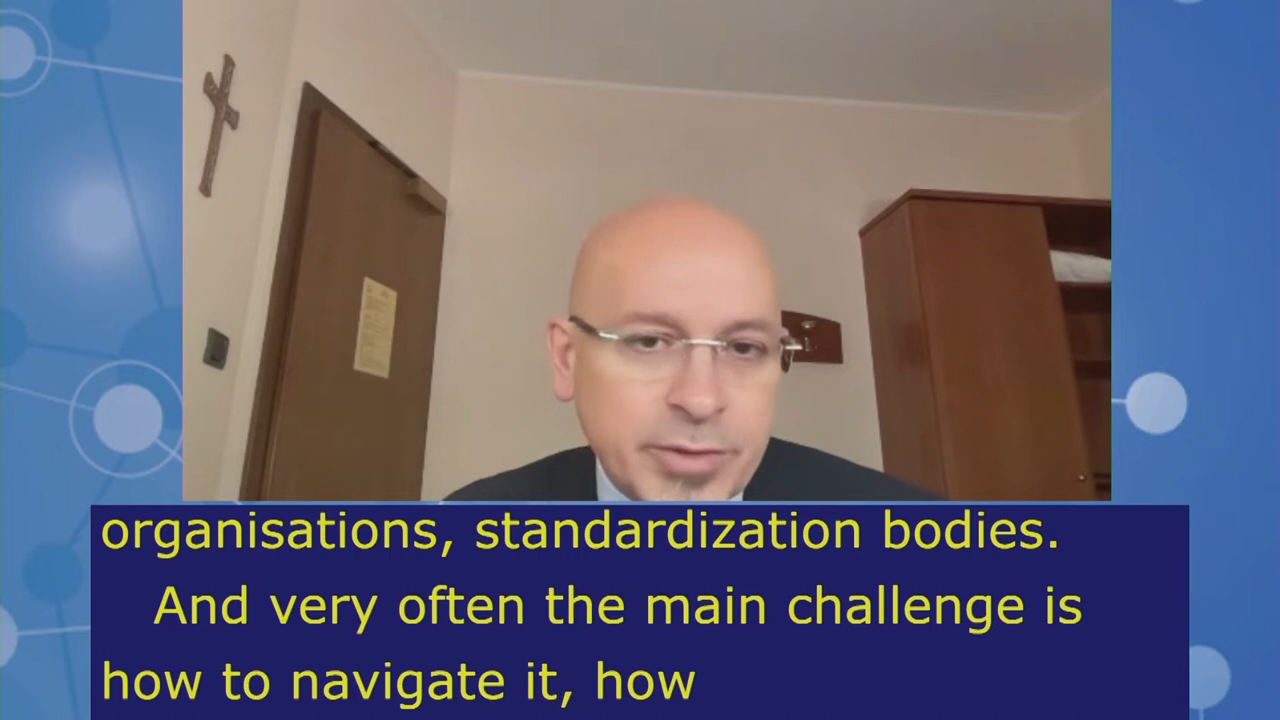 organisations, standardization bodies.
And very often the main challenge is
how to navigate it, how